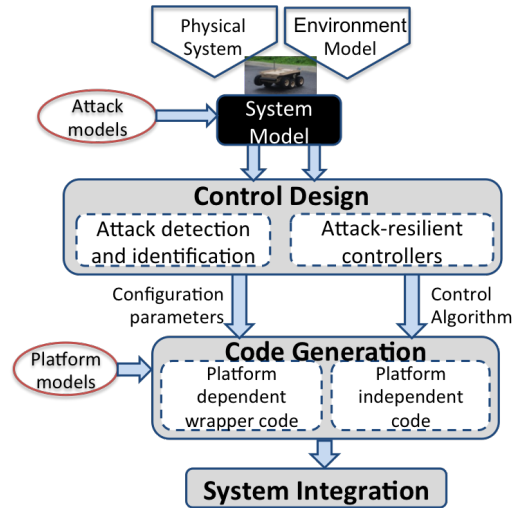 Physical
System
Environment
Model
Attack
models
System
Model
Control Design
Attack detection
and identification
Attack-resilient
controllers
Configuration
parameters
Control
Algorithm
Platform
models
Code Generation
Platform
dependent
wrapper code
Platform
independent
code
System Integration